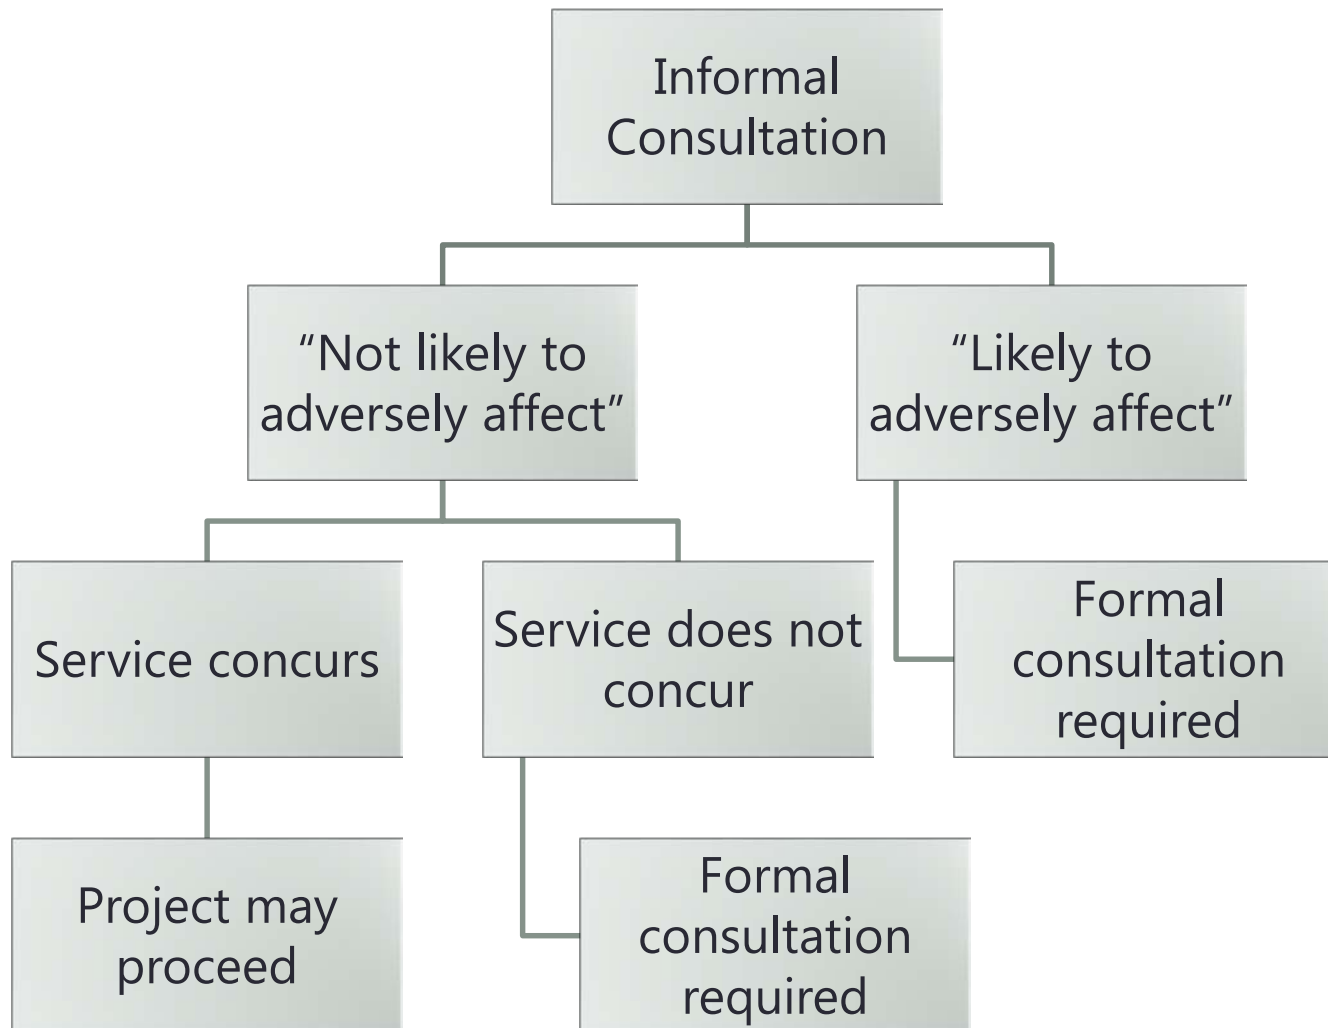 Informal
Consultation
“Not likely to
adversely affect”
“Likely to
adversely affect”
Service concurs
Service does not
concur
Formal
consultation
required
Project may
proceed
Formal
consultation
required